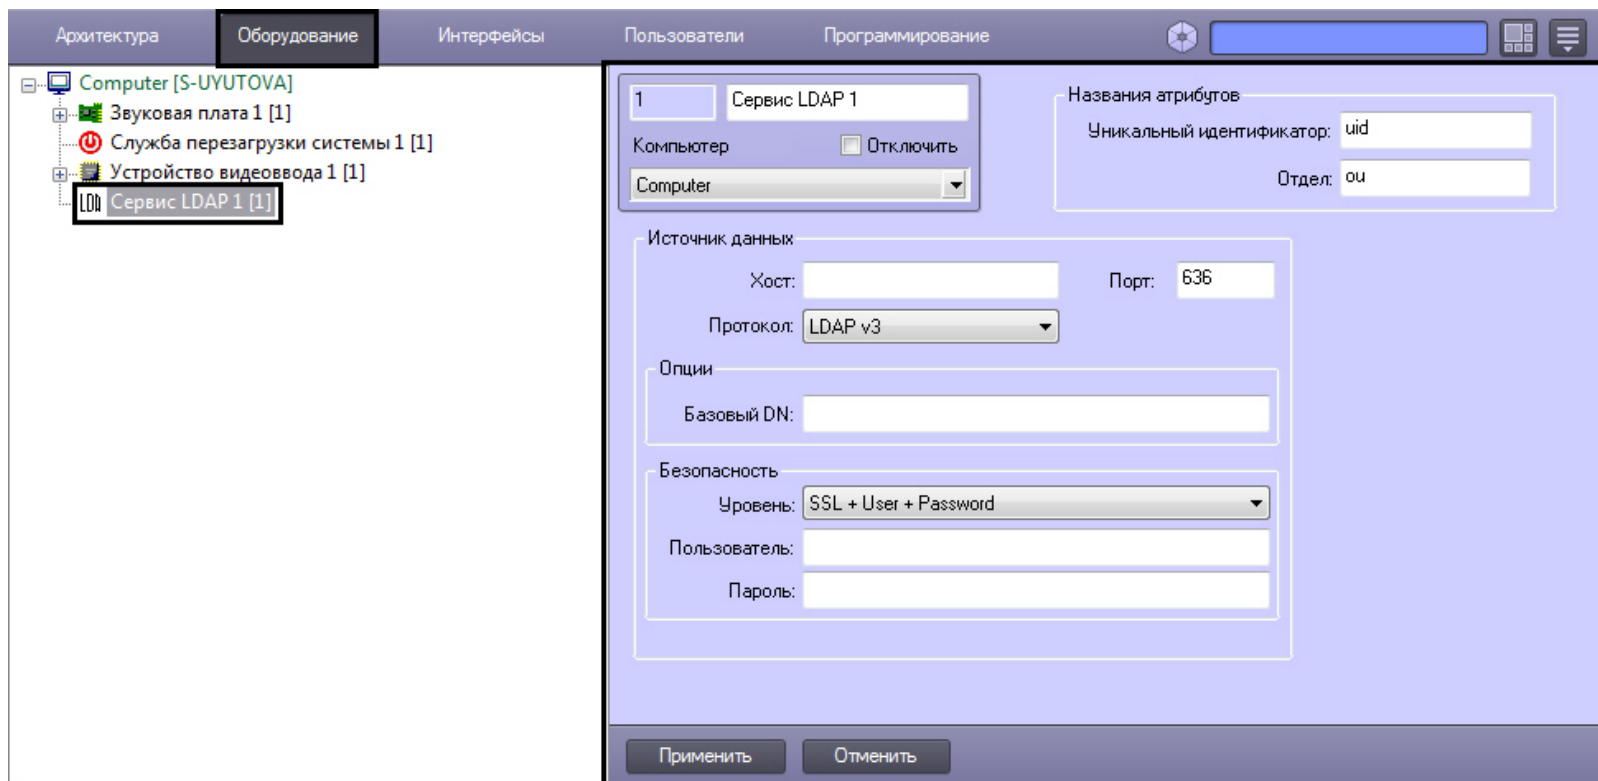 Архитектура Оборудование Интерфейсы Пользователи Программирование
Computer [S-UYUTOVA]
Звуковая плата 1 [1]
Служба перезагрузки системы 1 [1]
Устройство видеоввода 1 [1]
LDA Сервис LDAP 1 [1]
1 Сервис LDAP 1
Компьютер Отключить
Computer
Названия атрибутов
Уникальный идентификатор: uid
Отдел: ou
Источник данных
Хост: Порт: 636
Протокол: LDAP v3
Опции
Базовый DN:
Безопасность
Уровень: SSL + User + Password
Пользователь:
Пароль:
Применить Отменить